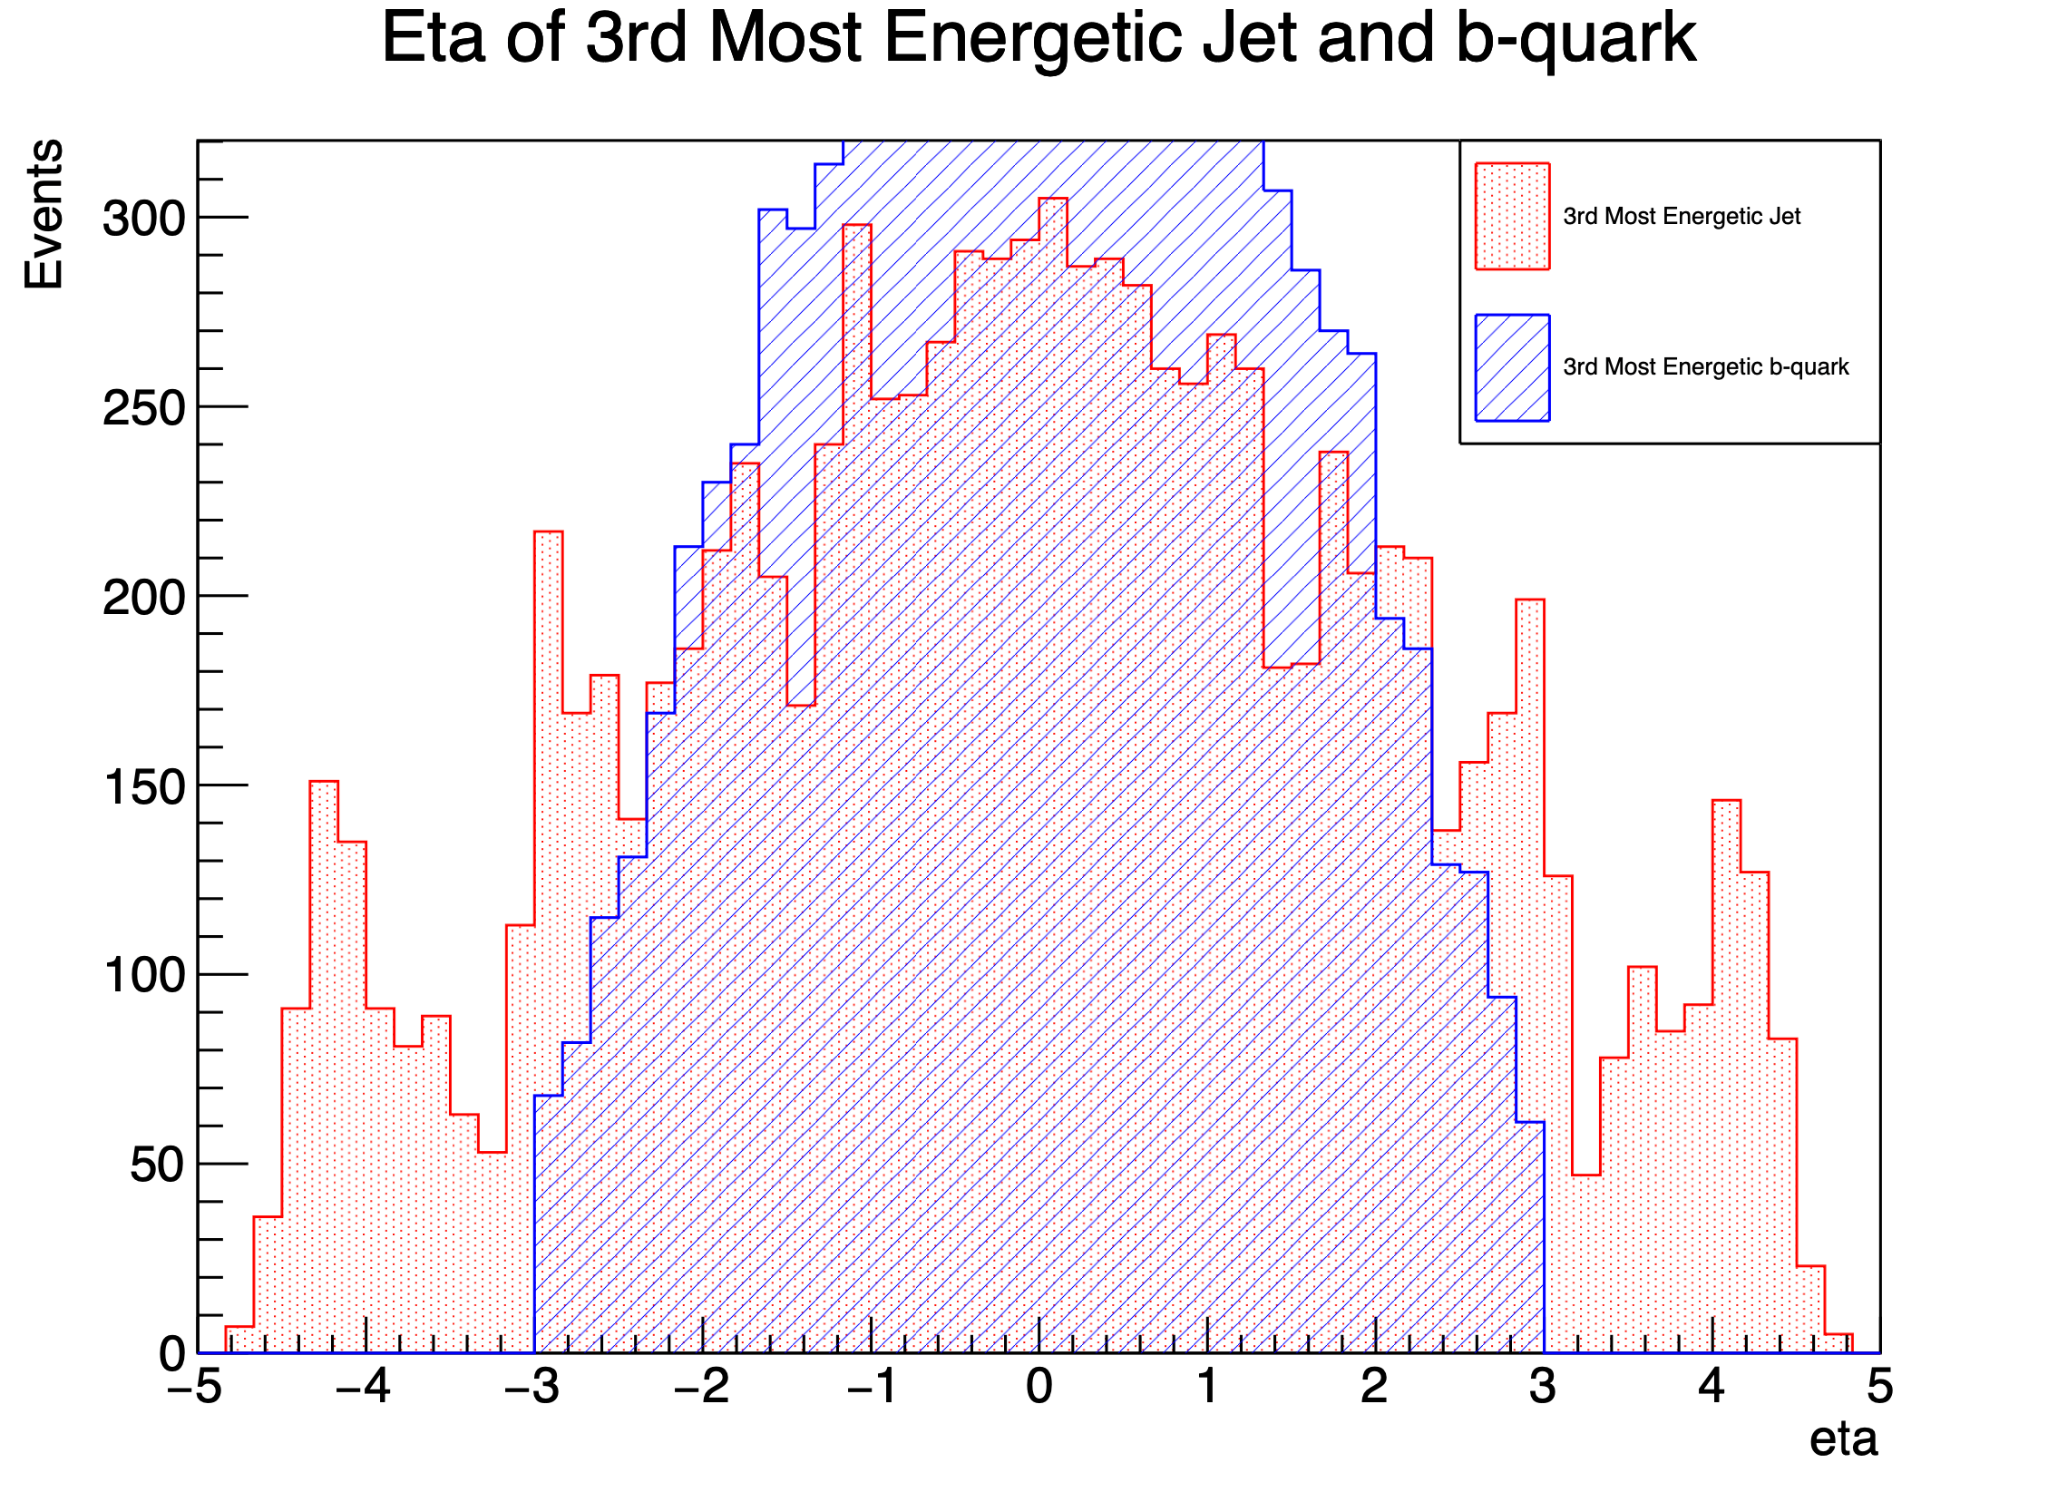 Eta of 3rd Most Energetic Jet and b-quark
Events
300
250
200
150
100
50
0
3rd Most Energetic Jet
3rd Most Energetic b-quark
−5 −4 −3 −2 −1 0 1 2 3 4 5
eta